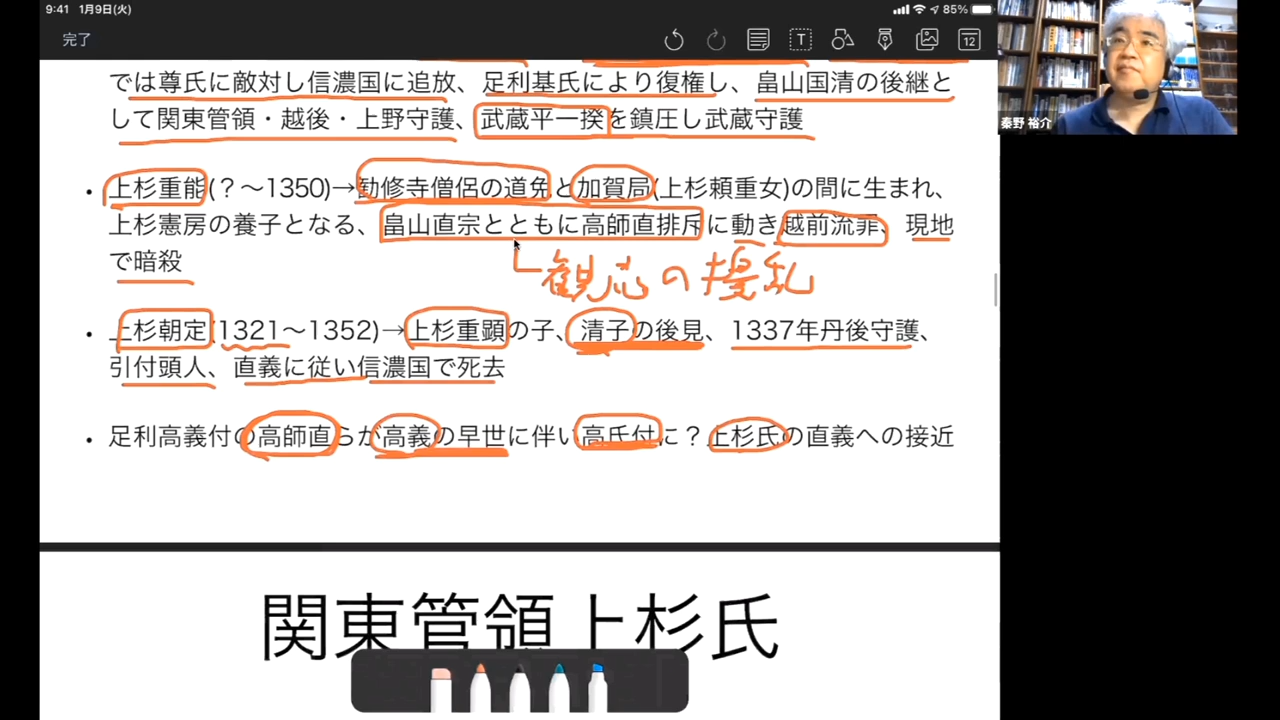 9:41 1月9日(火)
85%
完了
T
12
では尊氏に敵対し信濃国に追放、足利基氏により復権し、畠山国清の後継と
して関東管領・越後・上野守護、武蔵平一揆を鎮圧し武蔵守護
・上杉重能(？〜1350)→勧修寺僧侶の道免と加賀局(上杉頼重女)の間に生まれ、
上杉憲房の養子となる、畠山直宗とともに高師直排斥に動き越前流罪、現地
で暗殺
観応の擾乱
・上杉朝定(1321〜1352)→上杉重顕の子、清子の後見、1337年丹後守護、
引付頭人、直義に従い信濃国で死去
・足利高義付の高師直らが高義の早世に伴い高氏付に？上杉氏の直義への接近
関東管領上杉氏
秦野 裕介